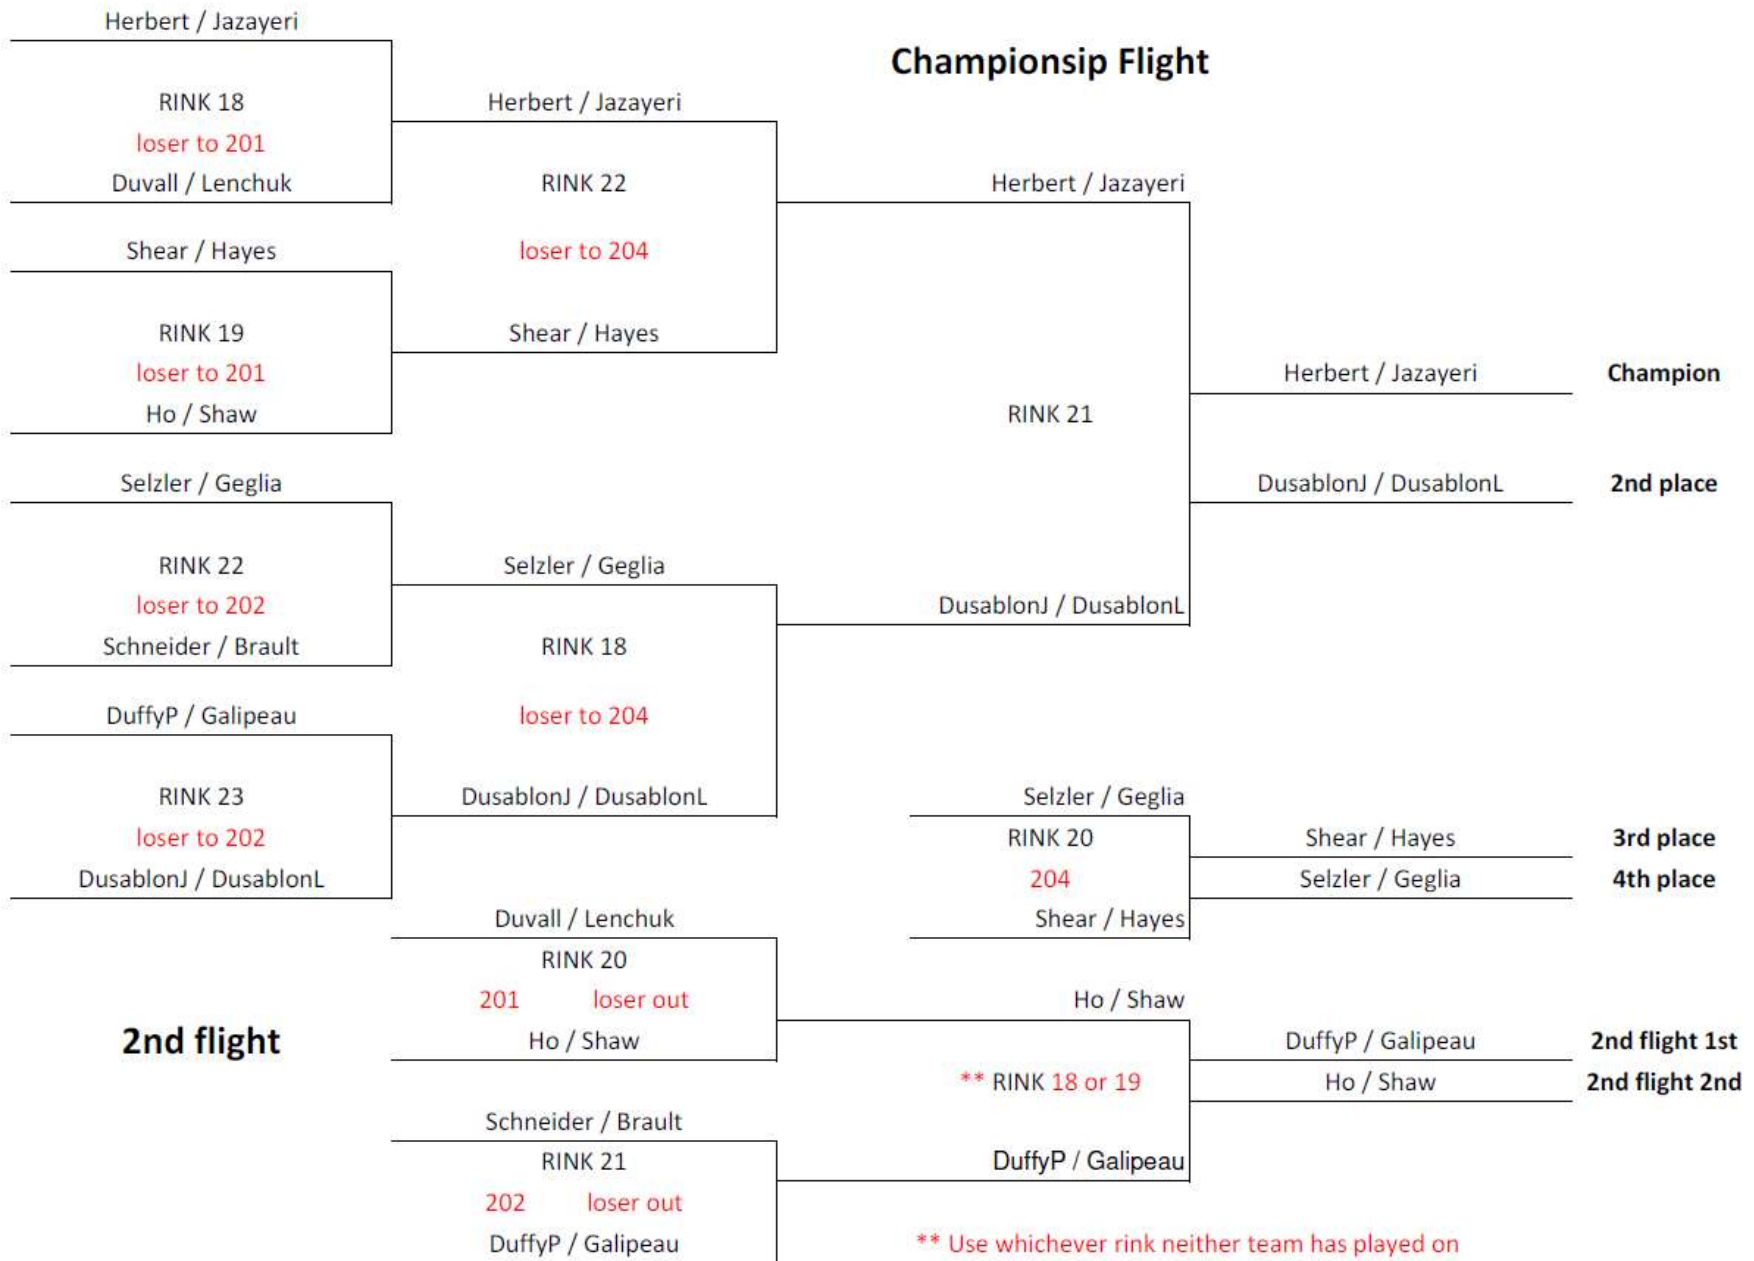 Herbert / Jazayeri
Championsip Flight
RINK 18
Herbert / Jazayeri
loser to 201
Duvall / Lenchuk
RINK 22
Herbert / Jazayeri
Shear / Hayes
loser to 204
RINK 19
Shear / Hayes
loser to 201
Herbert / Jazayeri
Champion
Ho / Shaw
RINK 21
Selzler / Geglia
DusablonJ / DusablonL
2nd place
RINK 22
Selzler / Geglia
loser to 202
DusablonJ / DusablonL
Schneider / Brault
RINK 18
DuffyP / Galipeau
loser to 204
RINK 23
DusablonJ / DusablonL
Selzler / Geglia
loser to 202
RINK 20
Shear / Hayes
3rd place
DusablonJ / DusablonL
204
Selzler / Geglia
4th place
Duvall / Lenchuk
Shear / Hayes
RINK 20
201 loser out
Ho / Shaw
2nd flight
Ho / Shaw
DuffyP / Galipeau
2nd flight 1st
** RINK 18 or 19
Ho / Shaw
2nd flight 2nd
Schneider / Brault
RINK 21
DuffyP / Galipeau
202 loser out
DuffyP / Galipeau
** Use whichever rink neither team has played on